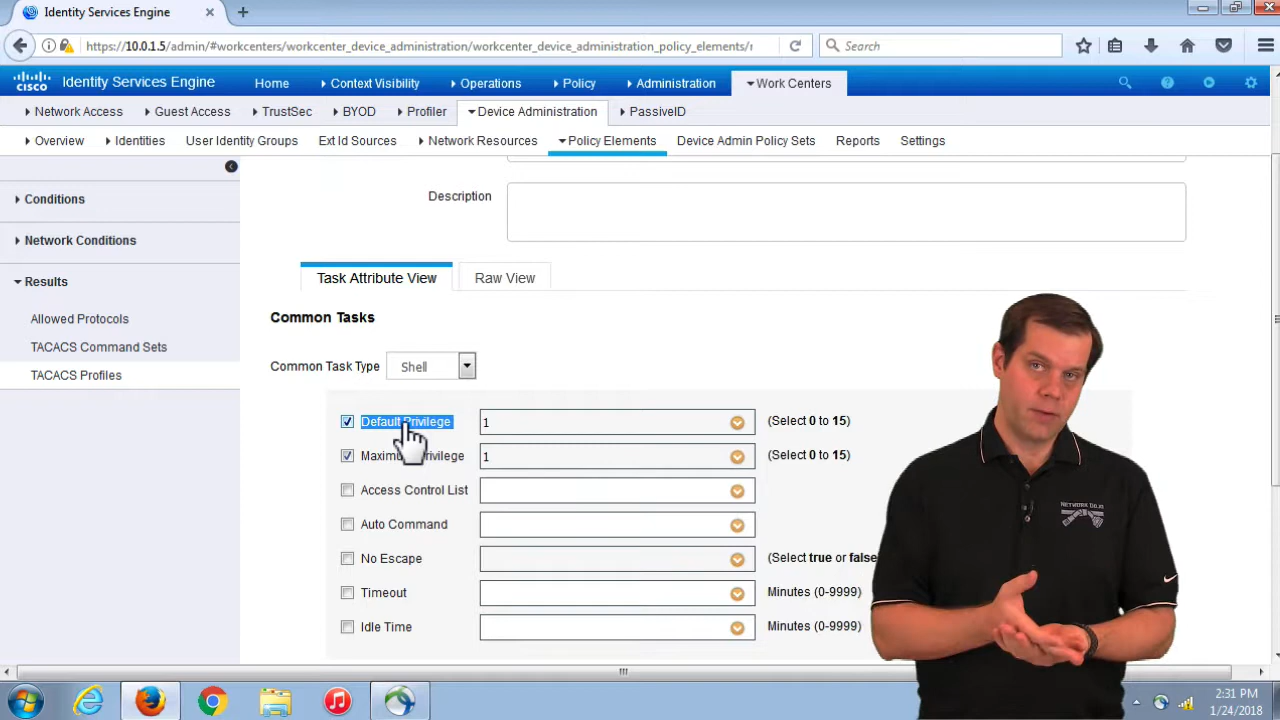 Identity Services Engine
https://10.0.1.5/admin/#workcenters/workcenter_device_administration/workcenter_device_administration_policy_elements/r
Search
cisco Identity Services Engine Home Context Visibility Operations Policy Administration Work Centers
Network Access Guest Access TrustSec BYOD Profiler Device Administration PassiveID
Overview Identities User Identity Groups Ext Id Sources Network Resources Policy Elements Device Admin Policy Sets Reports Settings
Conditions
Network Conditions
Results
Allowed Protocols
TACACS Command Sets
TACACS Profiles
Description
Task Attribute View Raw View
Common Tasks
Common Task Type Shell
Default Privilege 1 (Select 0 to 15)
Maximum Privilege 1 (Select 0 to 15)
Access Control List
Auto Command
No Escape (Select true or false
Timeout Minutes (0-9999)
Idle Time Minutes (0-9999)
NETWORK DOJO
2:31 PM
1/24/2018